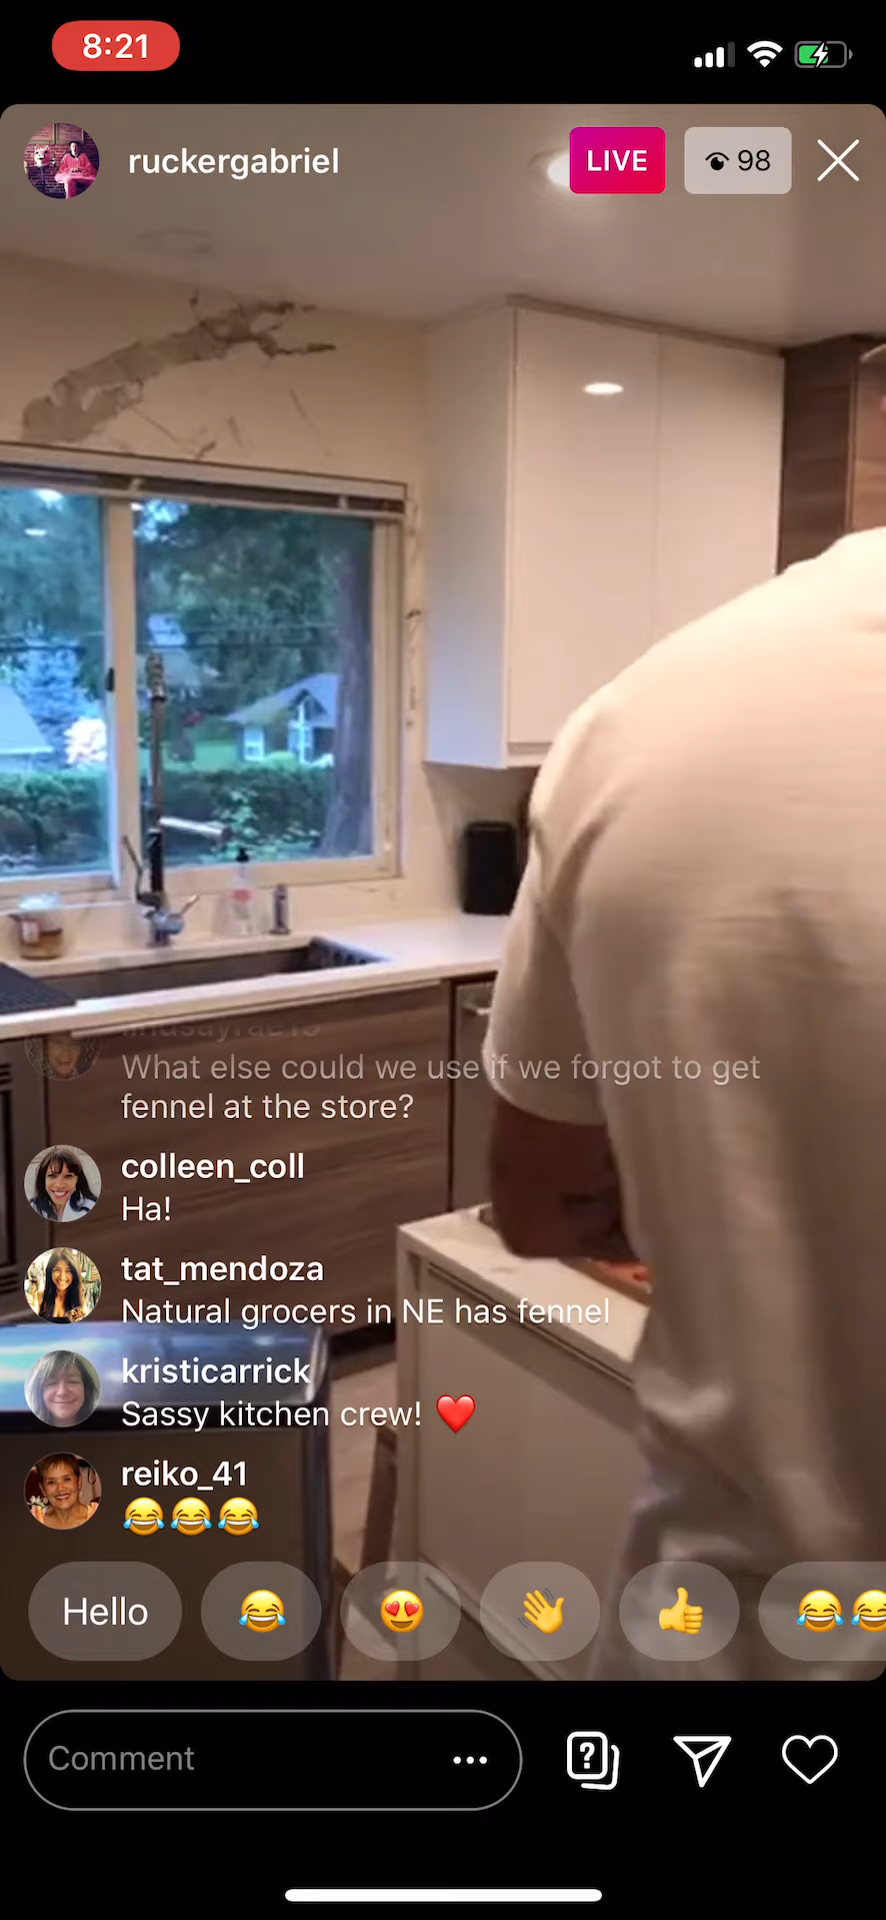 8:21
ruckergabriel
LIVE
98
What else could we use if we forgot to get
fennel at the store?
colleen_coll
Ha!
tat_mendoza
Natural grocers in NE has fennel
kristicarrick
Sassy kitchen crew! ❤️
reiko_41
😂😂😂
Hello
Comment